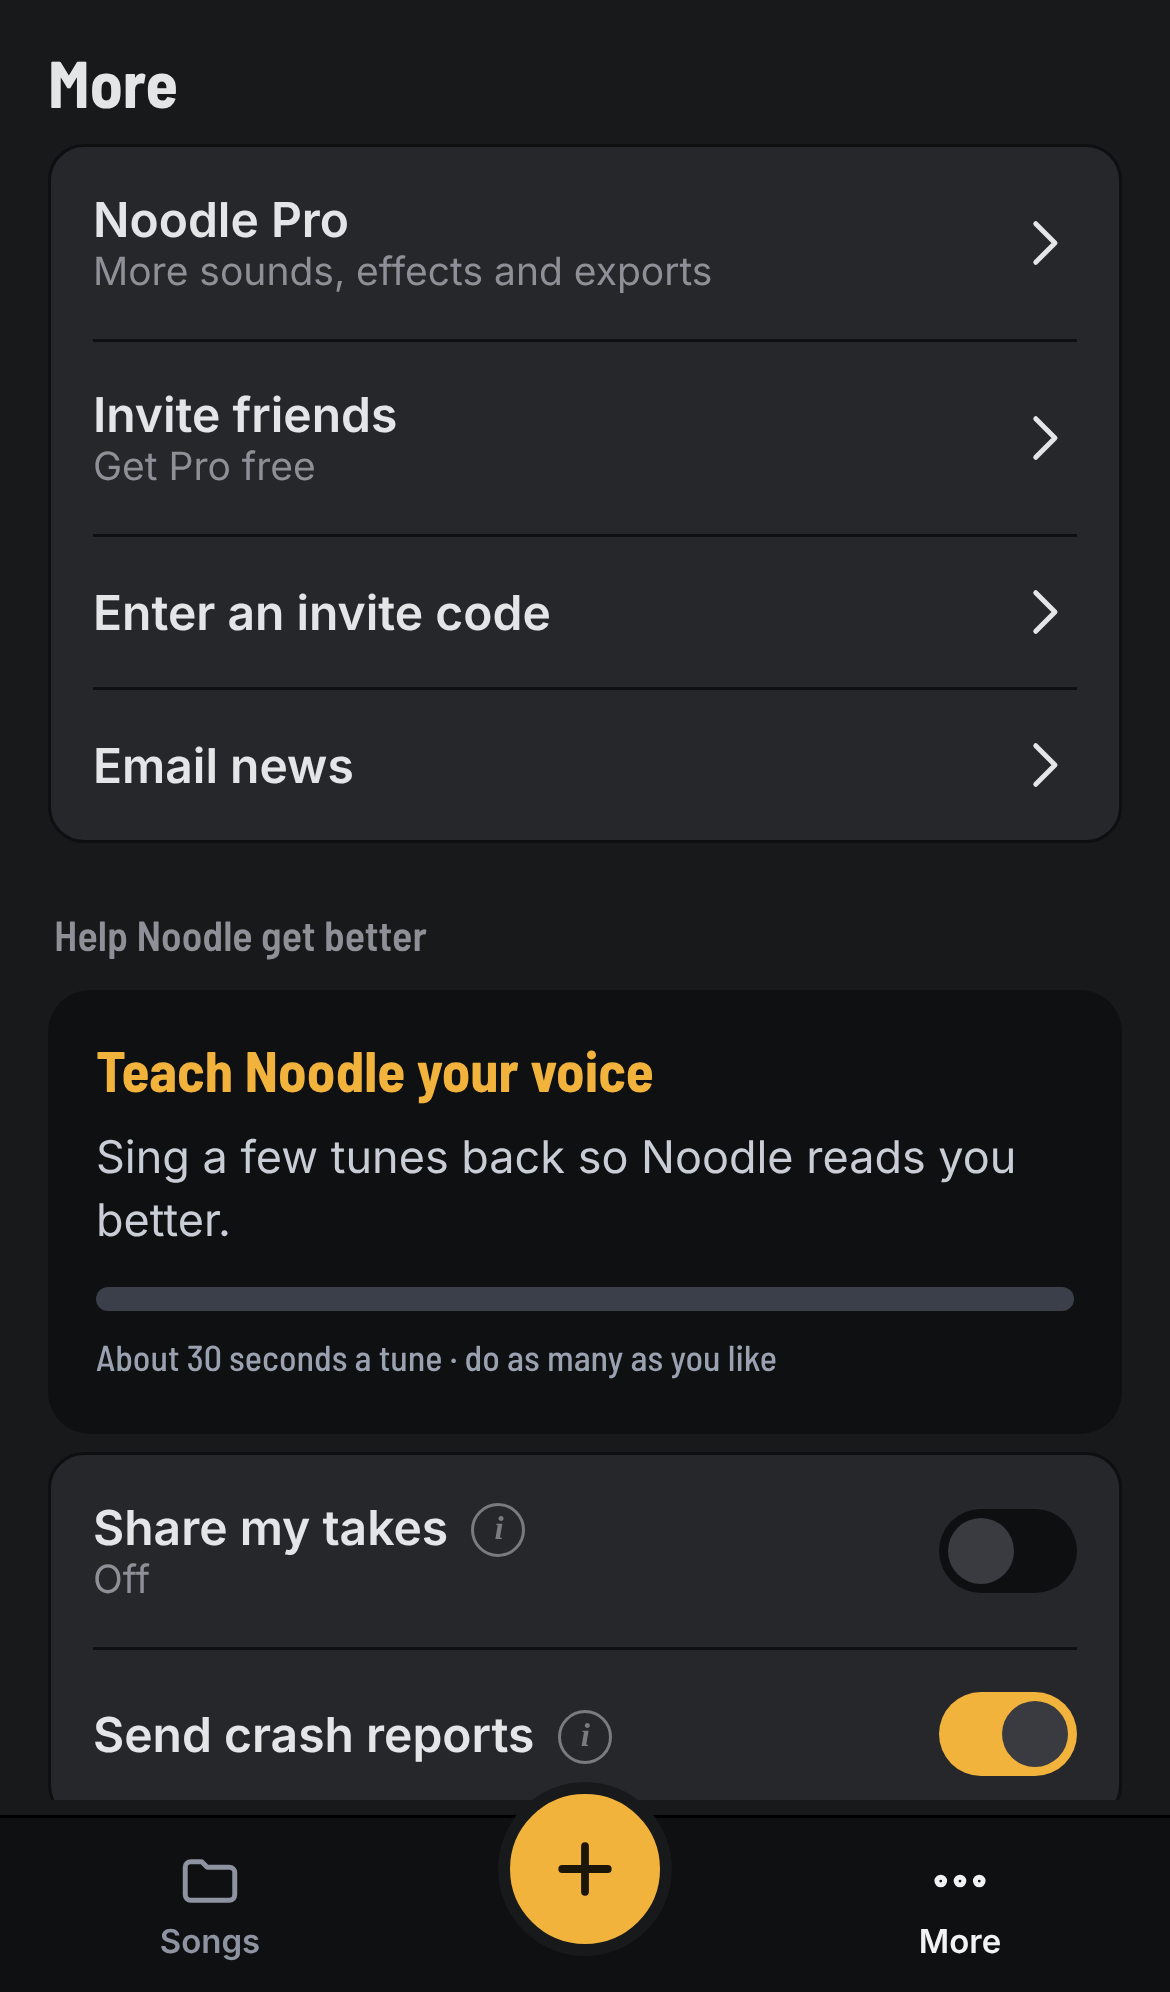 More
Noodle Pro
More sounds, effects and exports
Invite friends
Get Pro free
Enter an invite code
Email news
Help Noodle get better
Teach Noodle your voice
Sing a few tunes back so Noodle reads you
better.
About 30 seconds a tune · do as many as you like
Share my takes i
Off
Send crash reports i
Songs
More